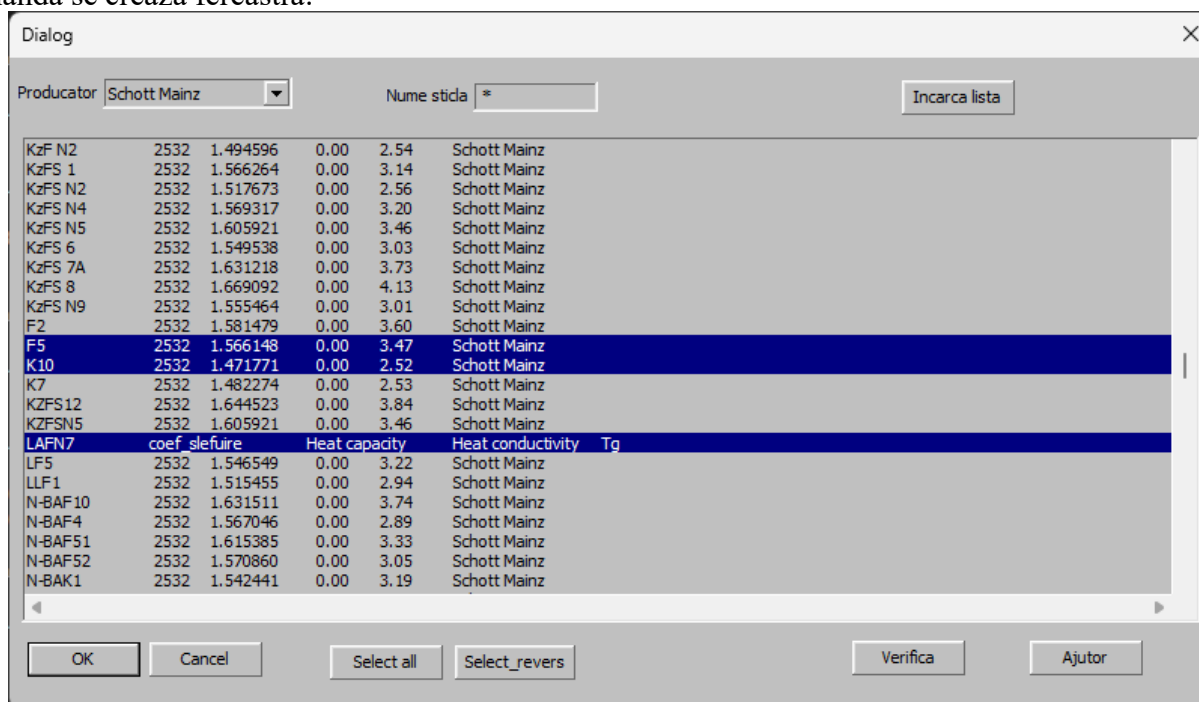 Dialog
Producator Schott Mainz Nume sticla * Incarca lista
KzF N2 2532 1.494596 0.00 2.54 Schott Mainz
KzFS 1 2532 1.566264 0.00 3.14 Schott Mainz
KzFS N2 2532 1.517673 0.00 2.56 Schott Mainz
KzFS N4 2532 1.569317 0.00 3.20 Schott Mainz
KzFS N5 2532 1.605921 0.00 3.46 Schott Mainz
KzFS 6 2532 1.549538 0.00 3.03 Schott Mainz
KzFS 7A 2532 1.631218 0.00 3.73 Schott Mainz
KzFS 8 2532 1.669092 0.00 4.13 Schott Mainz
KzFS N9 2532 1.555464 0.00 3.01 Schott Mainz
F2 2532 1.581479 0.00 3.60 Schott Mainz
F5 2532 1.566148 0.00 3.47 Schott Mainz
K10 2532 1.471771 0.00 2.52 Schott Mainz
K7 2532 1.482274 0.00 2.53 Schott Mainz
KZFS12 2532 1.644523 0.00 3.84 Schott Mainz
KZFSN5 2532 1.605921 0.00 3.46 Schott Mainz
LAFN7 coef_slefuire Heat capacity Heat conductivity Tg
LF5 2532 1.546549 0.00 3.22 Schott Mainz
LLF1 2532 1.515455 0.00 2.94 Schott Mainz
N-BAF10 2532 1.631511 0.00 3.74 Schott Mainz
N-BAF4 2532 1.567046 0.00 2.89 Schott Mainz
N-BAF51 2532 1.615385 0.00 3.33 Schott Mainz
N-BAF52 2532 1.570860 0.00 3.05 Schott Mainz
N-BAK1 2532 1.542441 0.00 3.19 Schott Mainz
OK Cancel Select all Select_revers Verifica Ajutor